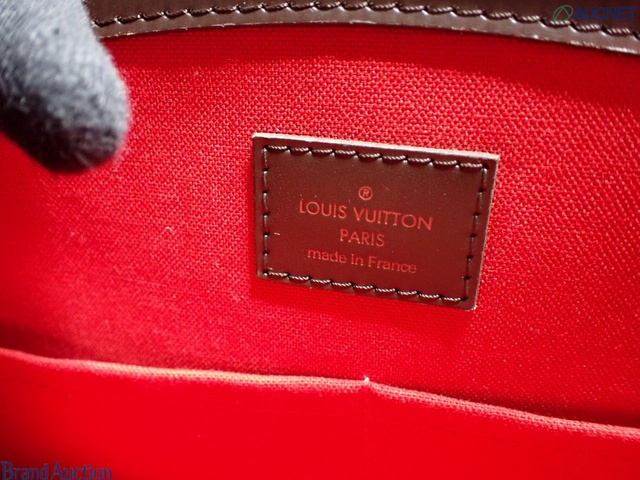 ®
LOUIS VUITTON
PARIS
made in France
Brand Auction